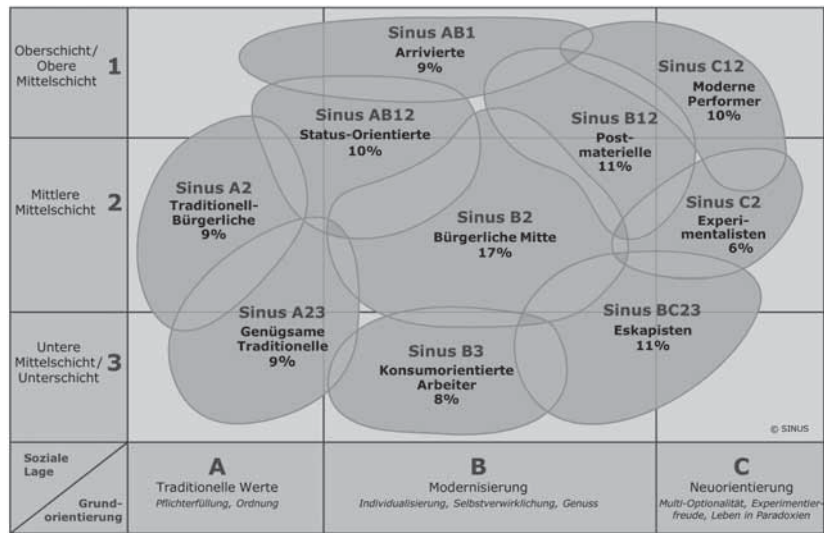 Oberschicht/
Obere
Mittelschicht
1
Mittlere
Mittelschicht
2
Untere
Mittelschicht/
Unterschicht
3
Sinus AB1
Arrivierte
9%
Sinus C12
Moderne
Performer
10%
Sinus AB12
Status-Orientierte
10%
Sinus B12
Post-
materielle
11%
Sinus A2
Traditionell-
Bürgerliche
9%
Sinus B2
Bürgerliche Mitte
17%
Sinus C2
Experi-
mentalisten
6%
Sinus A23
Genügsame
Traditionelle
9%
Sinus B3
Konsumorientierte
Arbeiter
8%
Sinus BC23
Eskapisten
11%
© SINUS
Soziale
Lage
Grund-
orientierung
A
Traditionelle Werte
Pflichterfüllung, Ordnung
B
Modernisierung
Individualisierung, Selbstverwirklichung, Genuss
C
Neuorientierung
Multi-Optionalität, Experimentier-
freude, Leben in Paradoxien